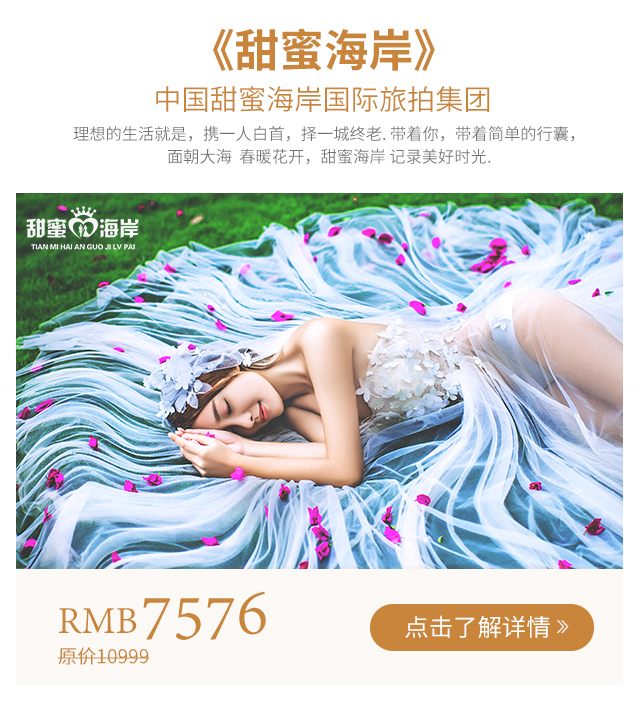 《甜蜜海岸》
中国甜蜜海岸国际旅拍集团
理想的生活就是，携一人白首，择一城终老. 带着你，带着简单的行囊，
面朝大海 春暖花开，甜蜜海岸 记录美好时光.
甜蜜 海岸
TIAN MI HAI AN GUO JI LV PAI
RMB7576
原价10999
点击了解详情 »